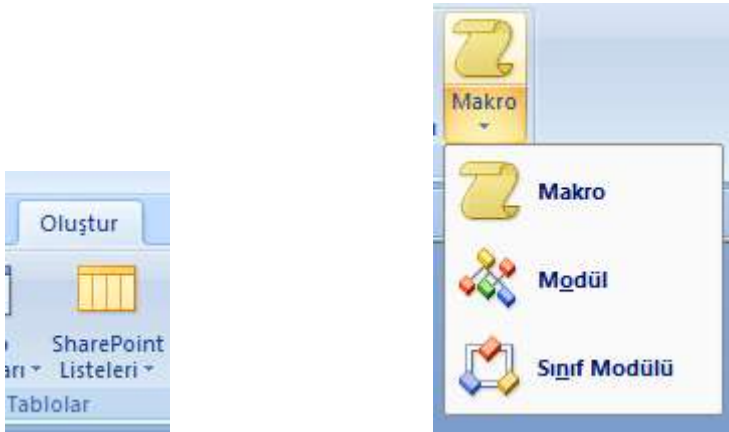 Makro
Makro
Modül
Sınıf Modülü
Oluştur
SharePoint
Listeleri
Tablolar